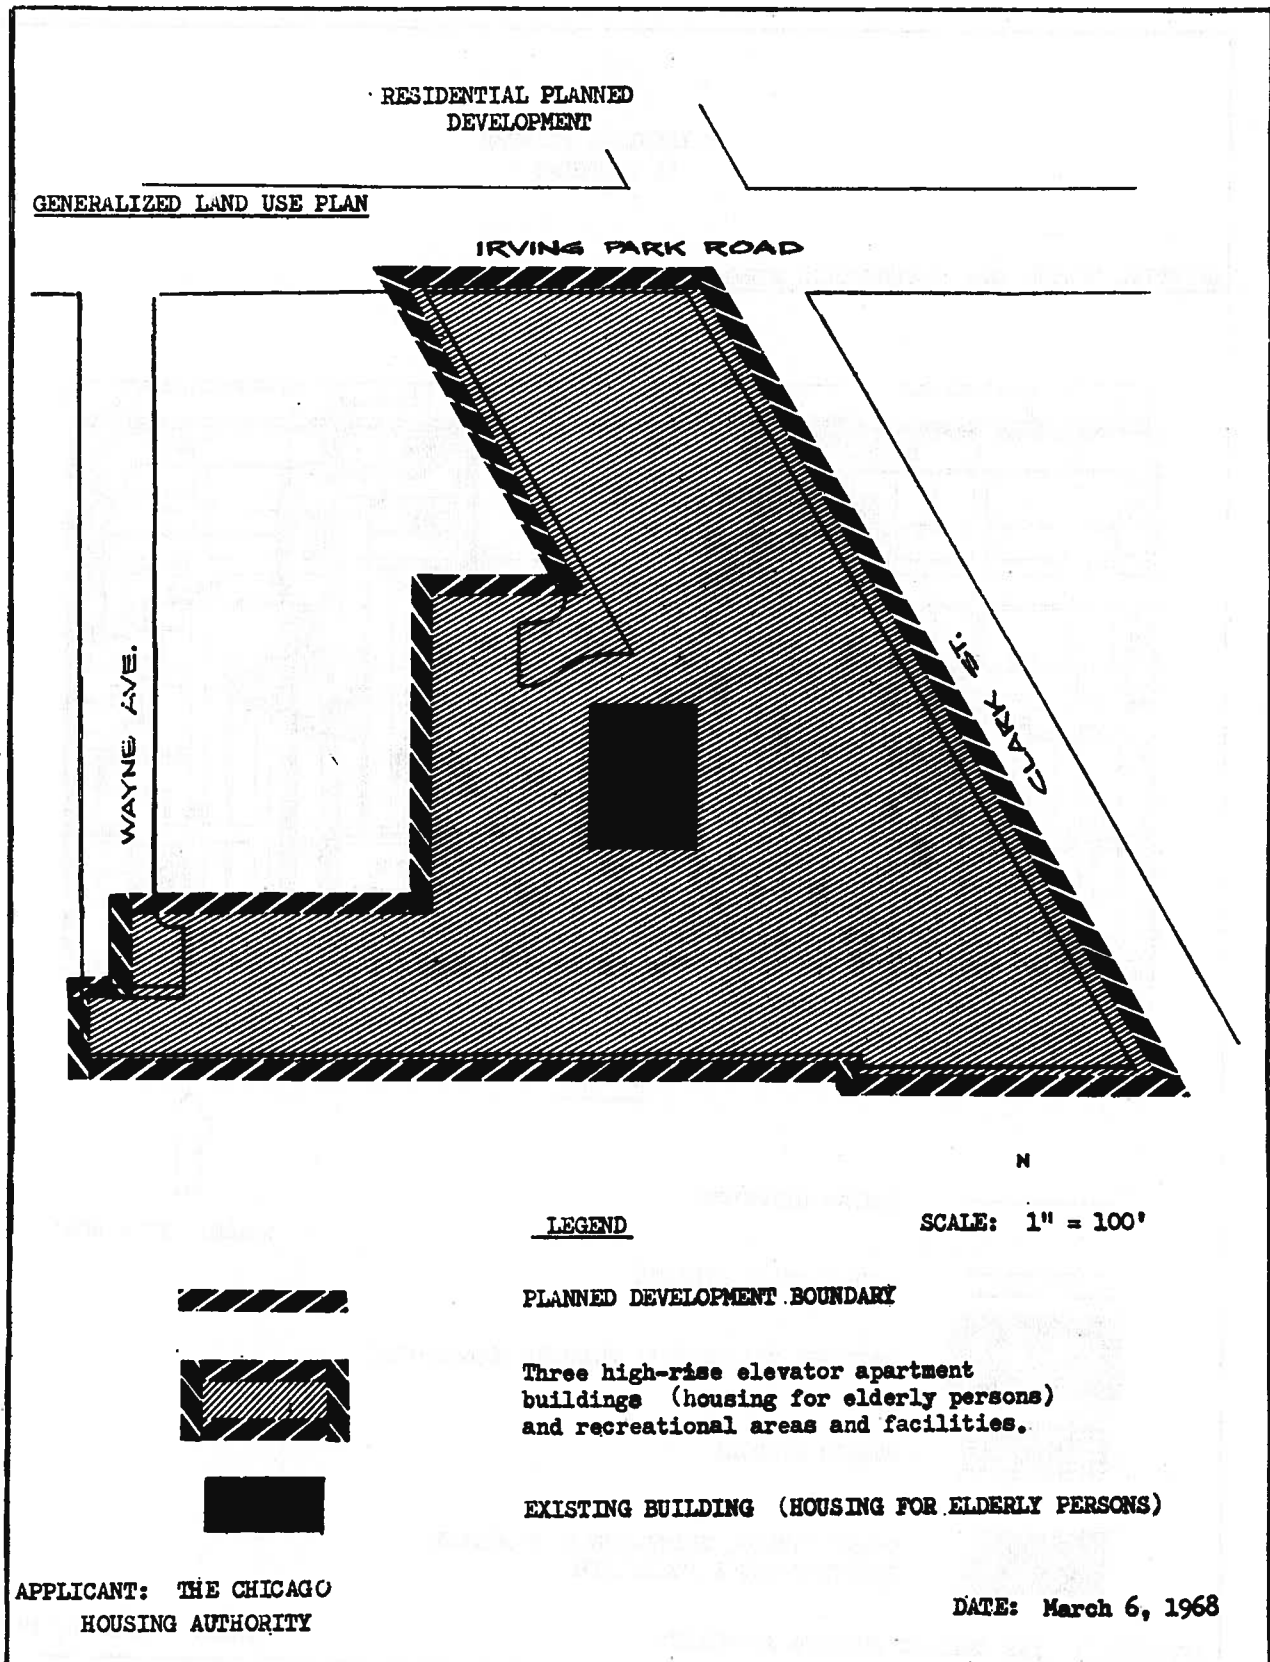 RESIDENTIAL PLANNED
DEVELOPMENT
GENERALIZED LAND USE PLAN
IRVING PARK ROAD
WAYNE AVE.
CLARK ST.
N
LEGEND
SCALE: 1" = 100'
PLANNED DEVELOPMENT BOUNDARY
Three high-rise elevator apartment
buildings (housing for elderly persons)
and recreational areas and facilities.
EXISTING BUILDING (HOUSING FOR ELDERLY PERSONS)
APPLICANT: THE CHICAGO
HOUSING AUTHORITY
DATE: March 6, 1968